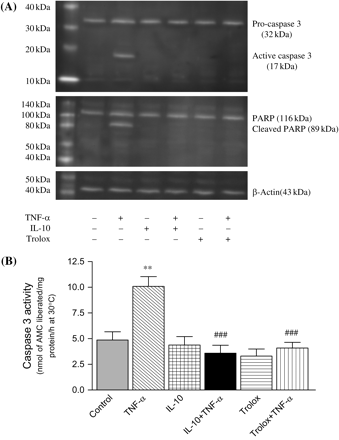 (A)
40 kDa
30 kDa
20 kDa
10 kDa
Pro-caspase 3
(32 kDa)
Active caspase 3
(17 kDa)
140 kDa
100 kDa
80 kDa
50 kDa
40 kDa
PARP (116 kDa)
Cleaved PARP (89 kDa)
50 kDa
40 kDa
β-Actin(43 kDa)
TNF-α − + − + − +
IL-10 − − + +
Trolox + +
(B)
Caspase 3 activity
(nmol of AMC liberated/mg
protein/h at 30°C)
12.5
10.0
7.5
5.0
2.5
0.0
**
###
###
Control
TNF-α
IL-10
IL-10+TNF-α
Trolox
Trolox+TNF-α